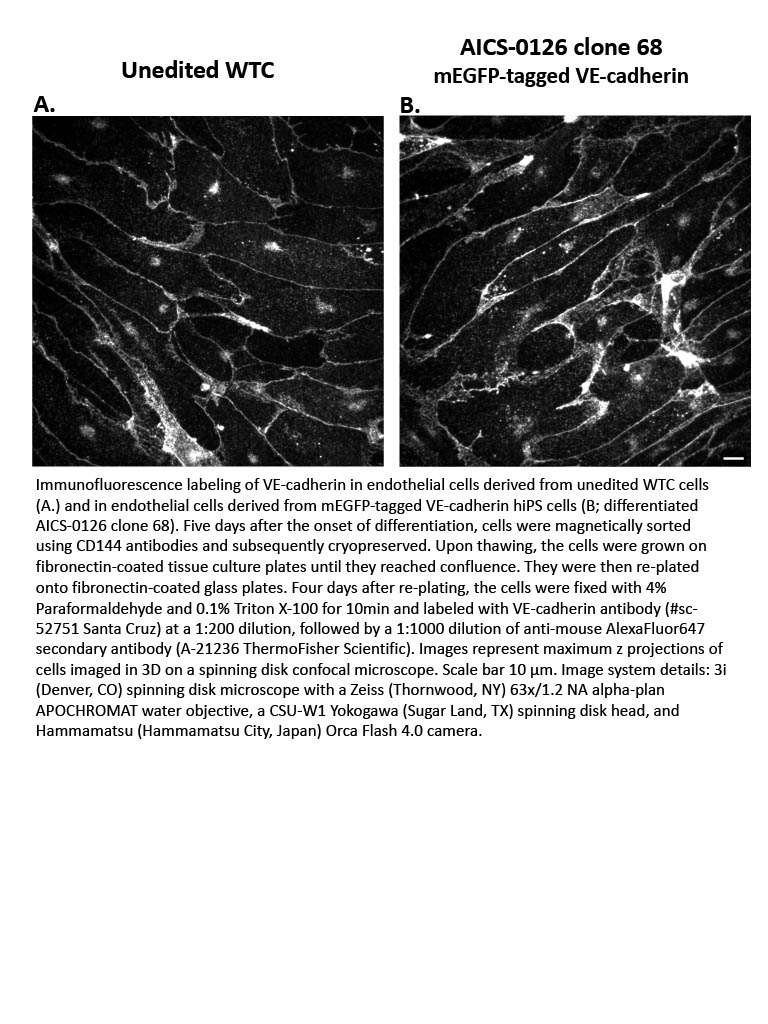 Unedited WTC
AICS-0126 clone 68
mEGFP-tagged VE-cadherin
A.
B.
Immunofluorescence labeling of VE-cadherin in endothelial cells derived from unedited WTC cells
(A.) and in endothelial cells derived from mEGFP-tagged VE-cadherin hiPS cells (B; differentiated
AICS-0126 clone 68). Five days after the onset of differentiation, cells were magnetically sorted
using CD144 antibodies and subsequently cryopreserved. Upon thawing, the cells were grown on
fibronectin-coated tissue culture plates until they reached confluence. They were then re-plated
onto fibronectin-coated glass plates. Four days after re-plating, the cells were fixed with 4%
Paraformaldehyde and 0.1% Triton X-100 for 10min and labeled with VE-cadherin antibody (#sc-
52751 Santa Cruz) at a 1:200 dilution, followed by a 1:1000 dilution of anti-mouse AlexaFluor647
secondary antibody (A-21236 ThermoFisher Scientific). Images represent maximum z projections of
cells imaged in 3D on a spinning disk confocal microscope. Scale bar 10 µm. Image system details: 3i
(Denver, CO) spinning disk microscope with a Zeiss (Thornwood, NY) 63x/1.2 NA alpha-plan
APOCHROMAT water objective, a CSU-W1 Yokogawa (Sugar Land, TX) spinning disk head, and
Hammamatsu (Hammamatsu City, Japan) Orca Flash 4.0 camera.